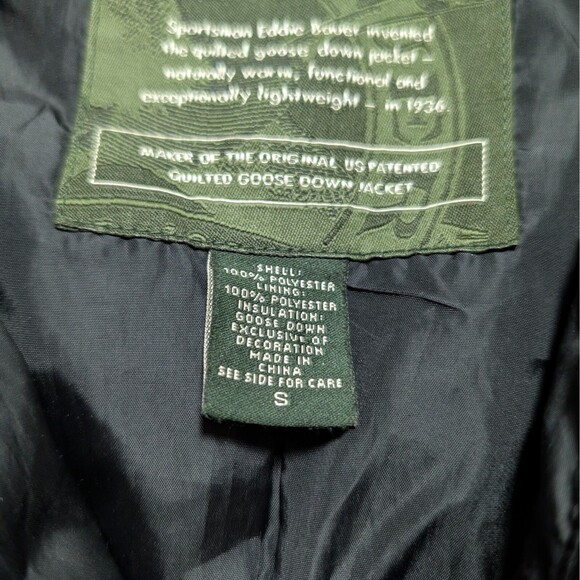 Sportsman Eddie Bauer invented
the quilted goose down jacket –
naturally warm, functional and
exceptionally lightweight – in 1936.
MAKER OF THE ORIGINAL US PATENTED
QUILTED GOOSE DOWN JACKET
SHELL:
100% POLYESTER
LINING:
100% POLYESTER
INSULATION:
GOOSE DOWN
EXCLUSIVE OF
DECORATION
MADE IN
CHINA
SEE SIDE FOR CARE
S